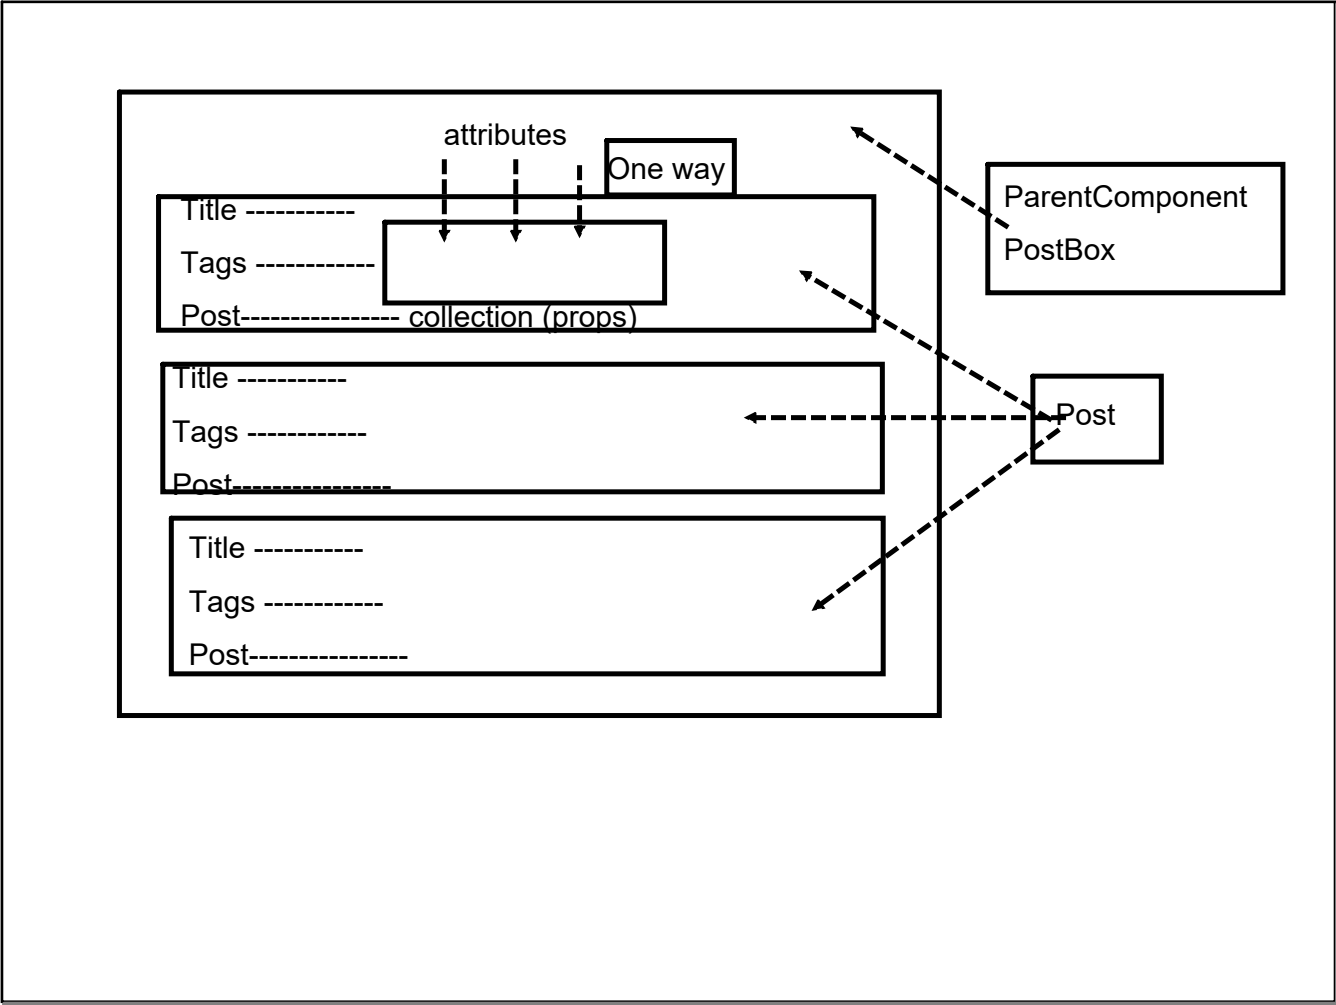 attributes
One way
Title -----------
Tags ------------
Post---------------- collection (props)
Title -----------
Tags ------------
Post----------------
Title -----------
Tags ------------
Post----------------
ParentComponent
PostBox
Post